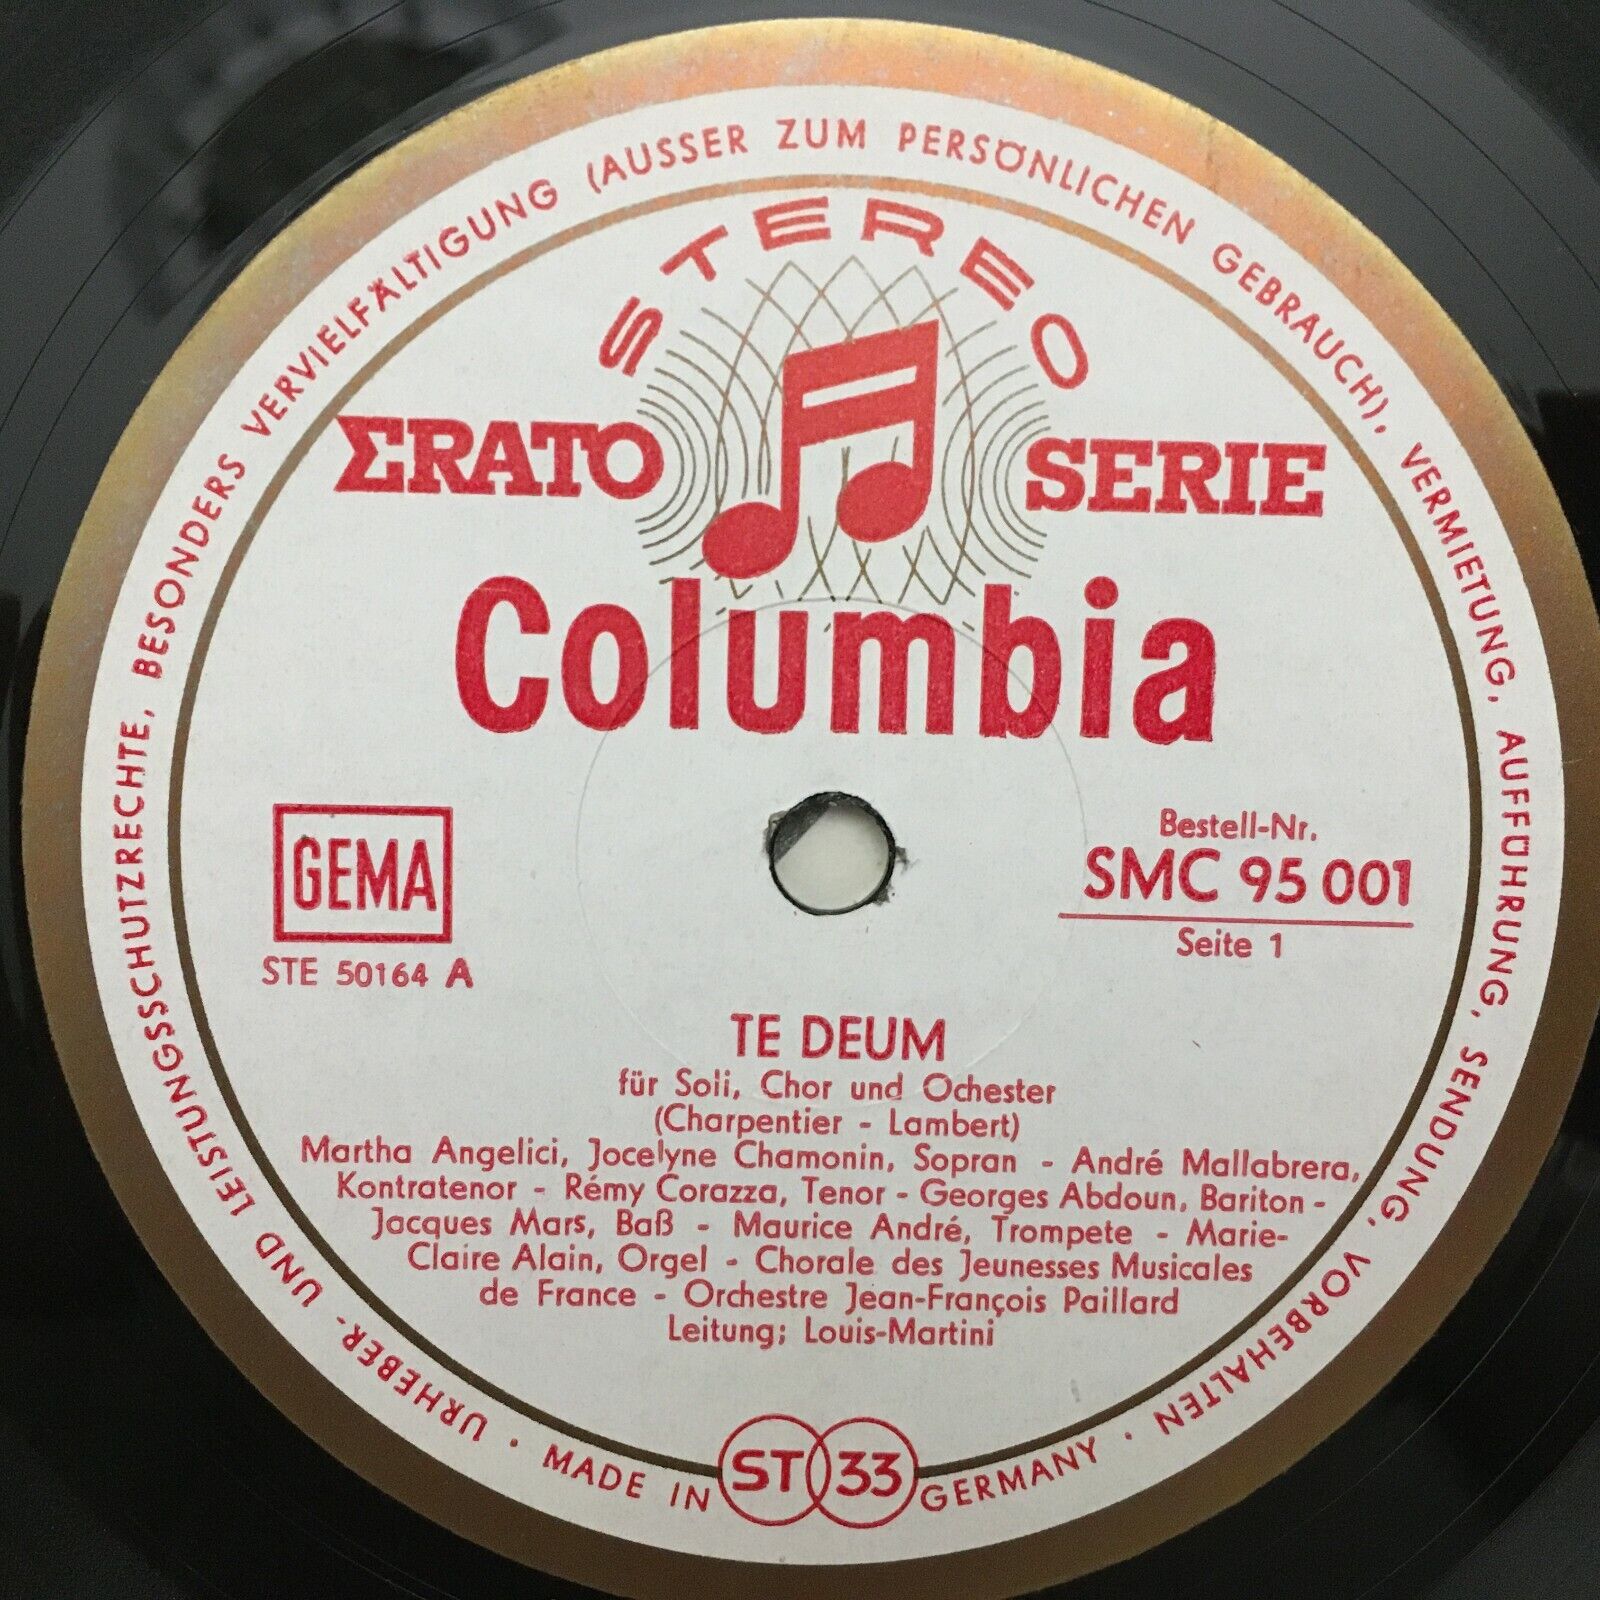 URHEBER- UND LEISTUNGSSCHUTZRECHTE, BESONDERS VERVIELFÄLTIGUNG (AUSSER ZUM PERSÖNLICHEN GEBRAUCH), VERMIETUNG, AUFFÜHRUNG, SENDUNG, VORBEHALTEN ·
STEREO
ΣRATO SERIE
Columbia
GEMA
STE 50164 A
Bestell-Nr.
SMC 95 001
Seite 1
TE DEUM
für Soli, Chor und Ochester
(Charpentier - Lambert)
Martha Angelici, Jocelyne Chamonin, Sopran - André Mallabrera,
Kontratenor - Rémy Corazza, Tenor - Georges Abdoun, Bariton -
Jacques Mars, Baß - Maurice André, Trompete - Marie-
Claire Alain, Orgel - Chorale des Jeunesses Musicales
de France - Orchestre Jean-François Paillard
Leitung; Louis-Martini
· MADE IN ST 33 GERMANY ·